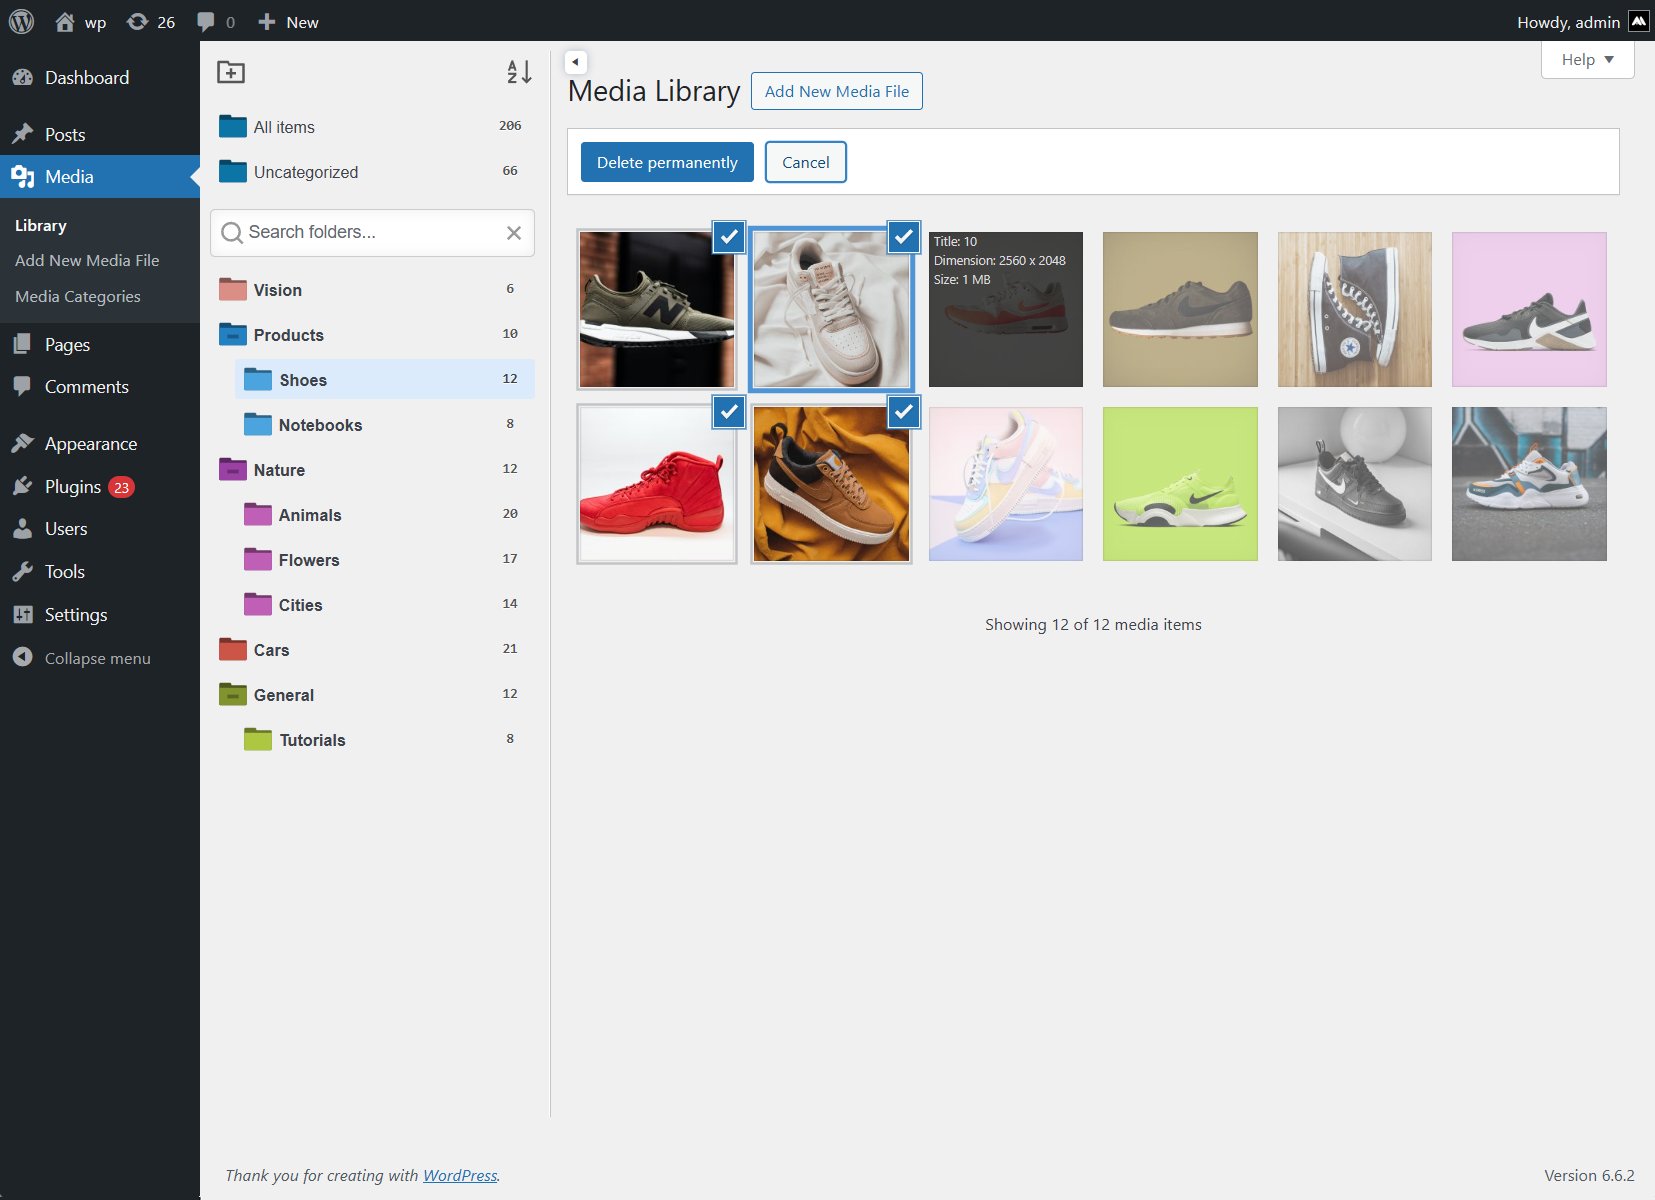 wp
26
0
New
Howdy, admin
Dashboard
Posts
Media
Library
Add New Media File
Media Categories
Pages
Comments
Appearance
Plugins 23
Users
Tools
Settings
Collapse menu
A
Z
All items 206
Uncategorized 66
Search folders...
Vision 6
Products 10
Shoes 12
Notebooks 8
Nature 12
Animals 20
Flowers 17
Cities 14
Cars 21
General 12
Tutorials 8
Help
Media Library
Add New Media File
Delete permanently
Cancel
Title: 10
Dimension: 2560 x 2048
Size: 1 MB
Showing 12 of 12 media items
Thank you for creating with WordPress.
Version 6.6.2